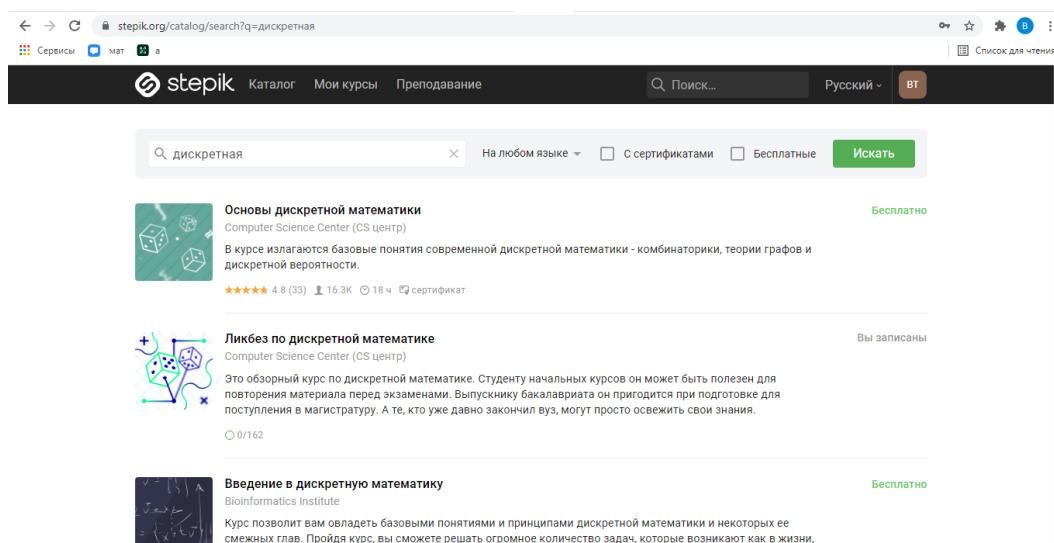 stepik.org/catalog/search?q=дискретная
В
Сервисы мат а Список для чтения
stepik Каталог Мои курсы Преподавание Поиск... Русский ВТ
дискретная На любом языке С сертификатами Бесплатные Искать
Основы дискретной математики Бесплатно
Computer Science Center (CS центр)
В курсе излагаются базовые понятия современной дискретной математики - комбинаторики, теории графов и
дискретной вероятности.
4.8 (33) 16.3K 18 ч сертификат
Ликбез по дискретной математике Вы записаны
Computer Science Center (CS центр)
Это обзорный курс по дискретной математике. Студенту начальных курсов он может быть полезен для
повторения материала перед экзаменами. Выпускнику бакалавриата он пригодится при подготовке для
поступления в магистратуру. А те, кто уже давно закончил вуз, могут просто освежить свои знания.
0/162
Введение в дискретную математику Бесплатно
Bioinformatics Institute
Курс позволит вам овладеть базовыми понятиями и принципами дискретной математики и некоторых ее
смежных глав. Пройдя курс, вы сможете решать огромное количество задач, которые возникают как в жизни,